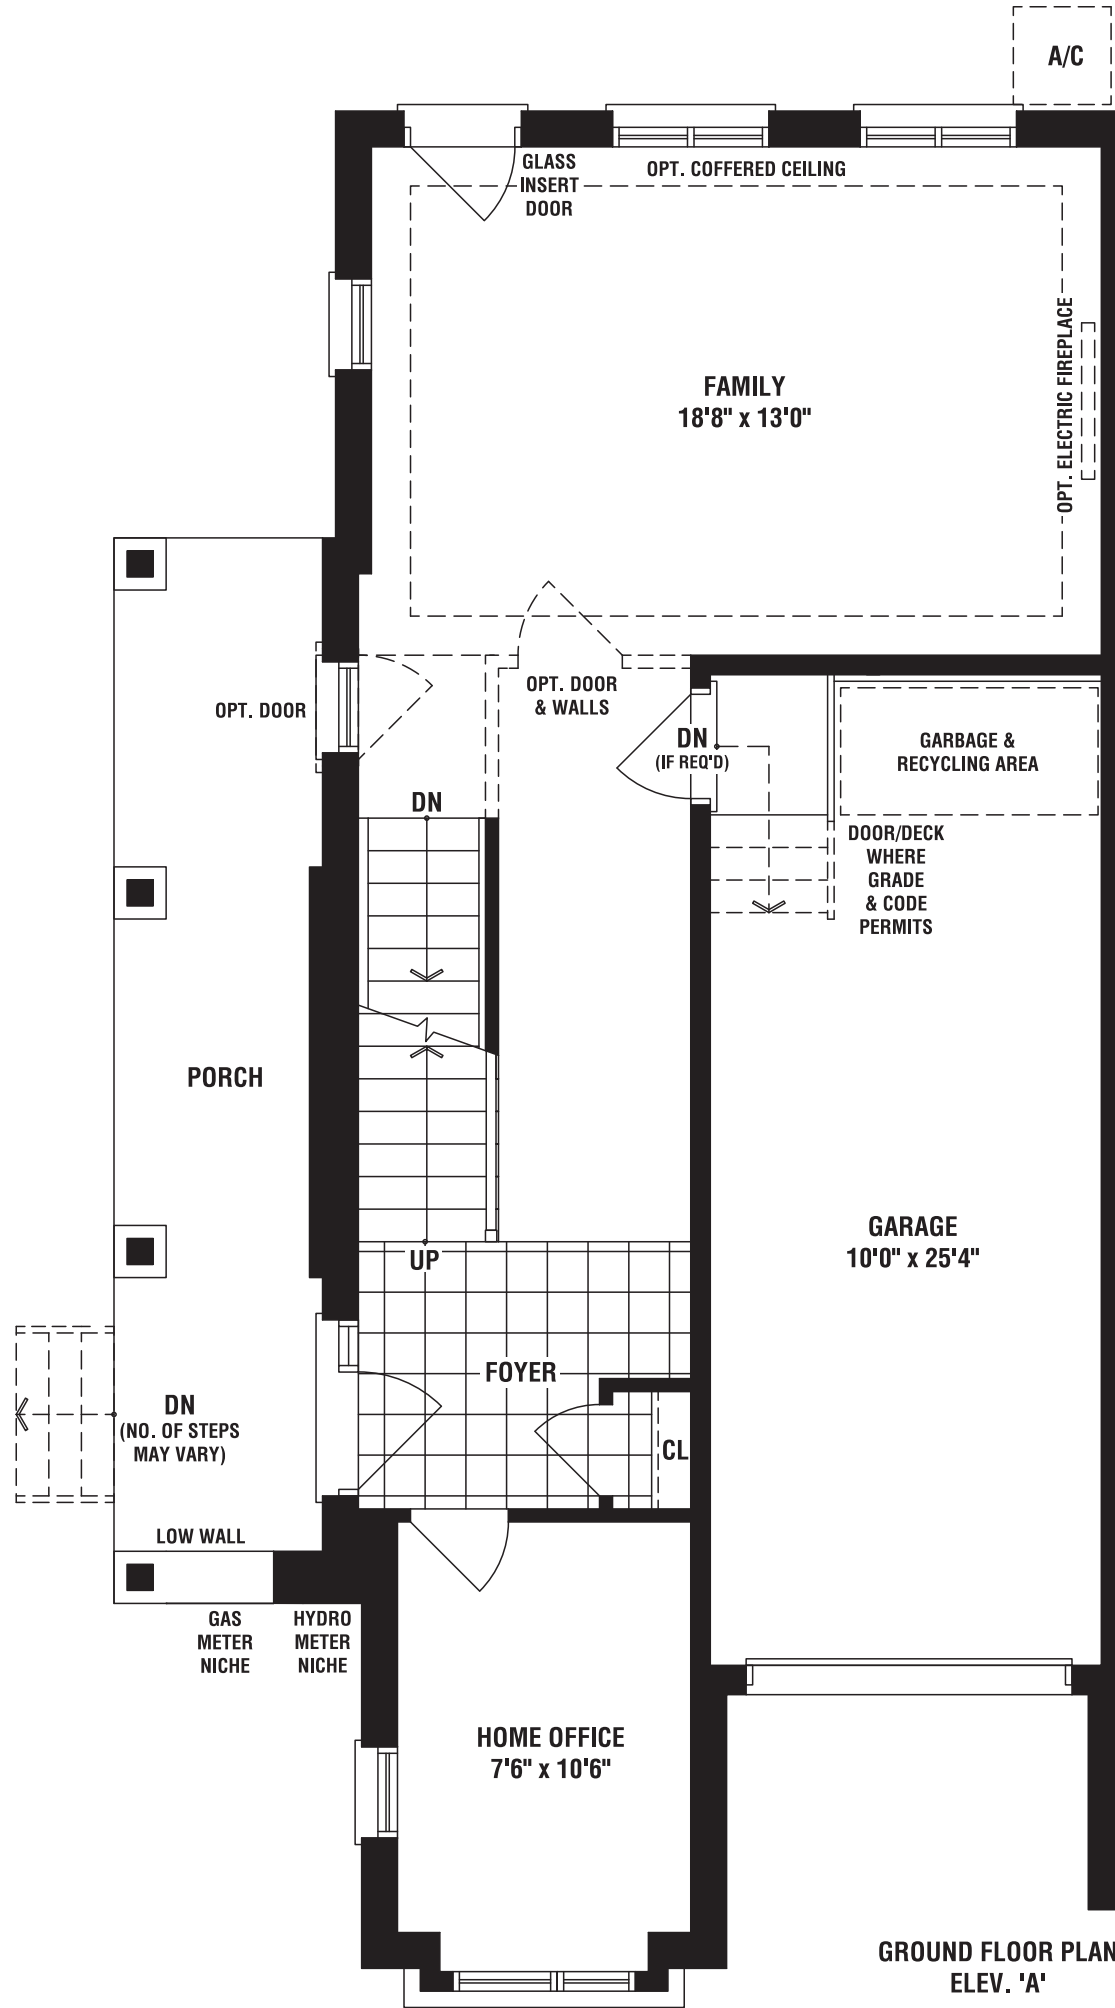 A/C
GLASS
INSERT
DOOR
OPT. COFFERED CEILING
FAMILY
18'8" x 13'0"
OPT. ELECTRIC FIREPLACE
OPT. DOOR
OPT. DOOR
& WALLS
DN
(IF REQ'D)
GARBAGE &
RECYCLING AREA
DN
DOOR/DECK
WHERE
GRADE
& CODE
PERMITS
PORCH
GARAGE
10'0" x 25'4"
UP
FOYER
DN
(NO. OF STEPS
MAY VARY)
CL
LOW WALL
GAS
METER
NICHE
HYDRO
METER
NICHE
HOME OFFICE
7'6" x 10'6"
GROUND FLOOR PLAN
ELEV. 'A'